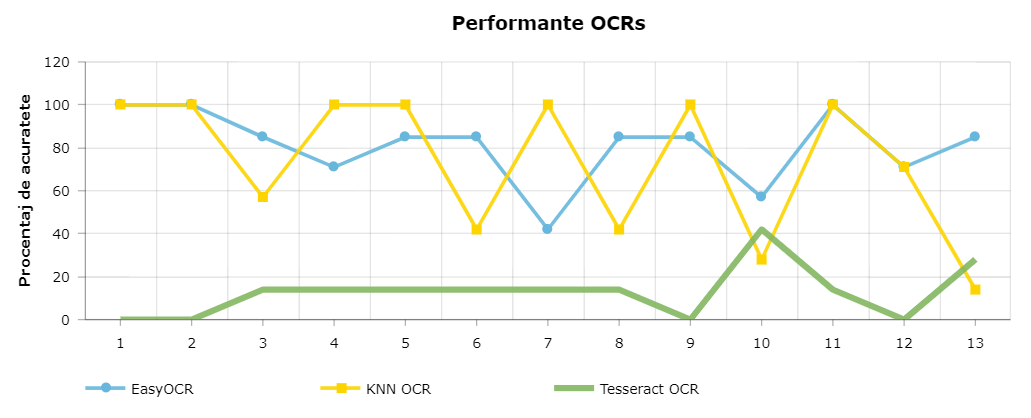 Performante OCRs
Procentaj de acuratete
120
100
80
60
40
20
0
1 2 3 4 5 6 7 8 9 10 11 12 13
EasyOCR KNN OCR Tesseract OCR